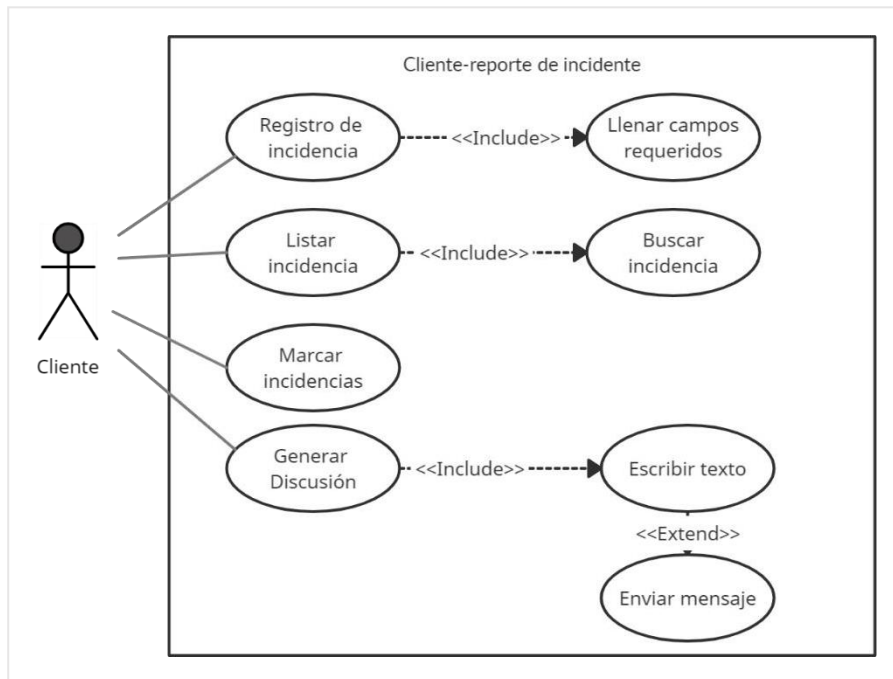 Cliente-reporte de incidente
Registro de
incidencia
<<Include>>
Llenar campos
requeridos
Listar
incidencia
<<Include>>
Buscar
incidencia
Cliente
Marcar
incidencias
Generar
Discusión
<<Include>>
Escribir texto
<<Extend>>
Enviar mensaje